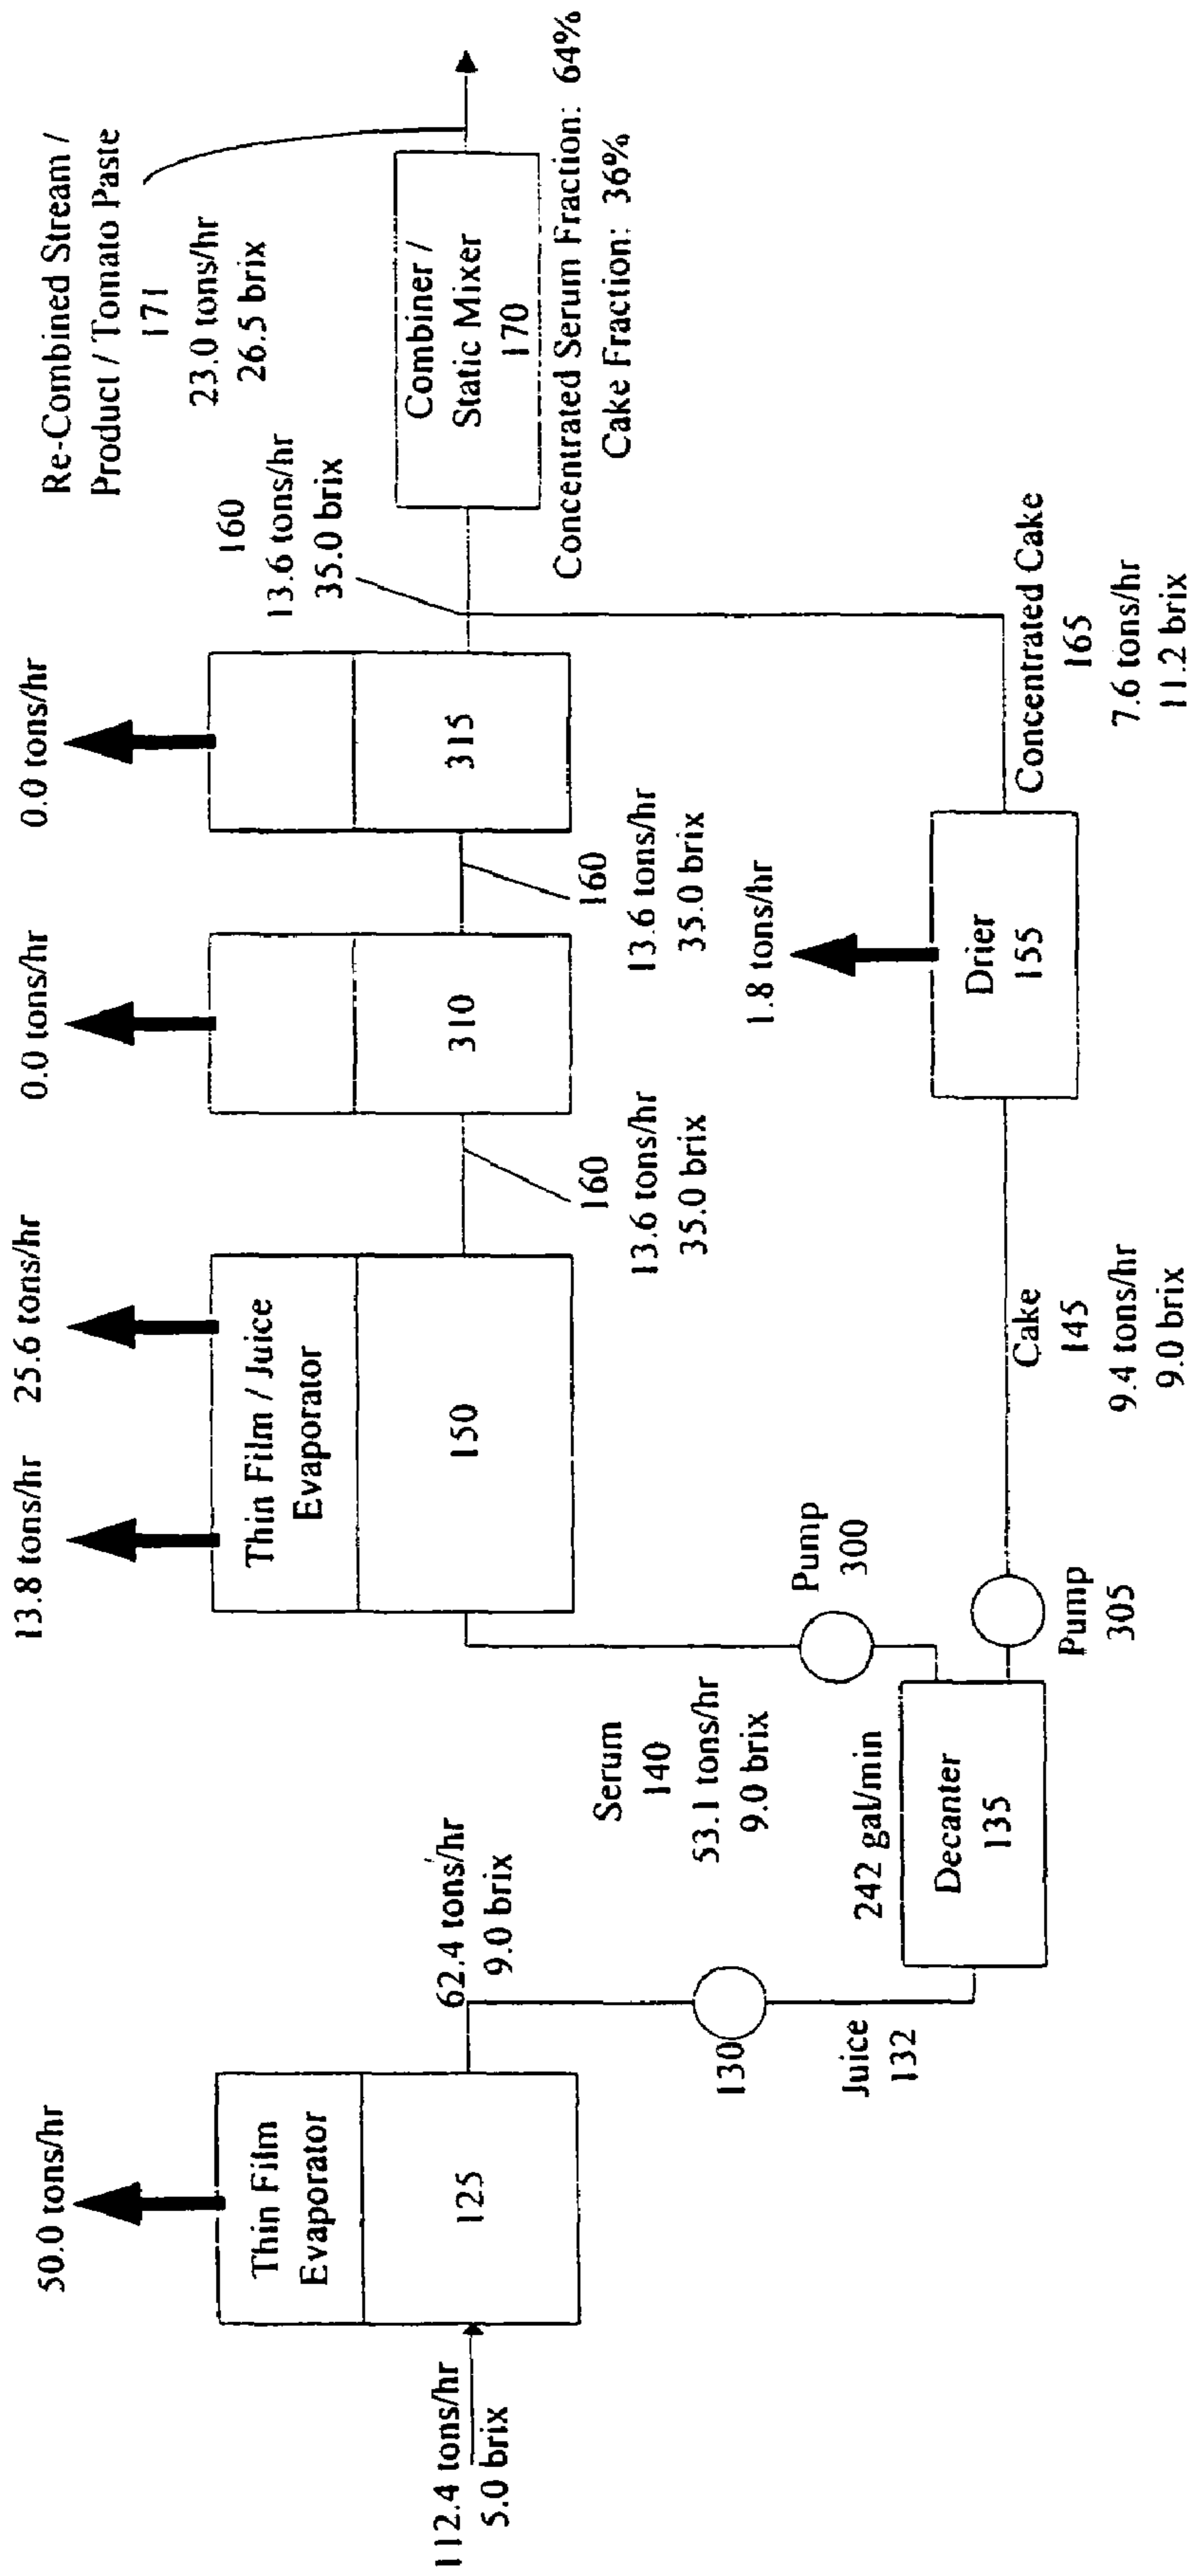 50.0 tons/hr
Thin Film
Evaporator
125
112.4 tons/hr
5.0 brix
62.4 tons/hr
9.0 brix
130
Juice
132
242 gal/min
Decanter
135
Serum
140
53.1 tons/hr
9.0 brix
Pump
300
Pump
305
13.8 tons/hr
25.6 tons/hr
Thin Film / Juice
Evaporator
150
160
13.6 tons/hr
35.0 brix
Cake
145
9.4 tons/hr
9.0 brix
0.0 tons/hr
310
160
13.6 tons/hr
35.0 brix
1.8 tons/hr
Drier
155
0.0 tons/hr
315
Concentrated Cake
165
7.6 tons/hr
11.2 brix
160
13.6 tons/hr
35.0 brix
Re-Combined Stream /
Product / Tomato Paste
171
23.0 tons/hr
26.5 brix
Combiner /
Static Mixer
170
Concentrated Serum Fraction: 64%
Cake Fraction: 36%